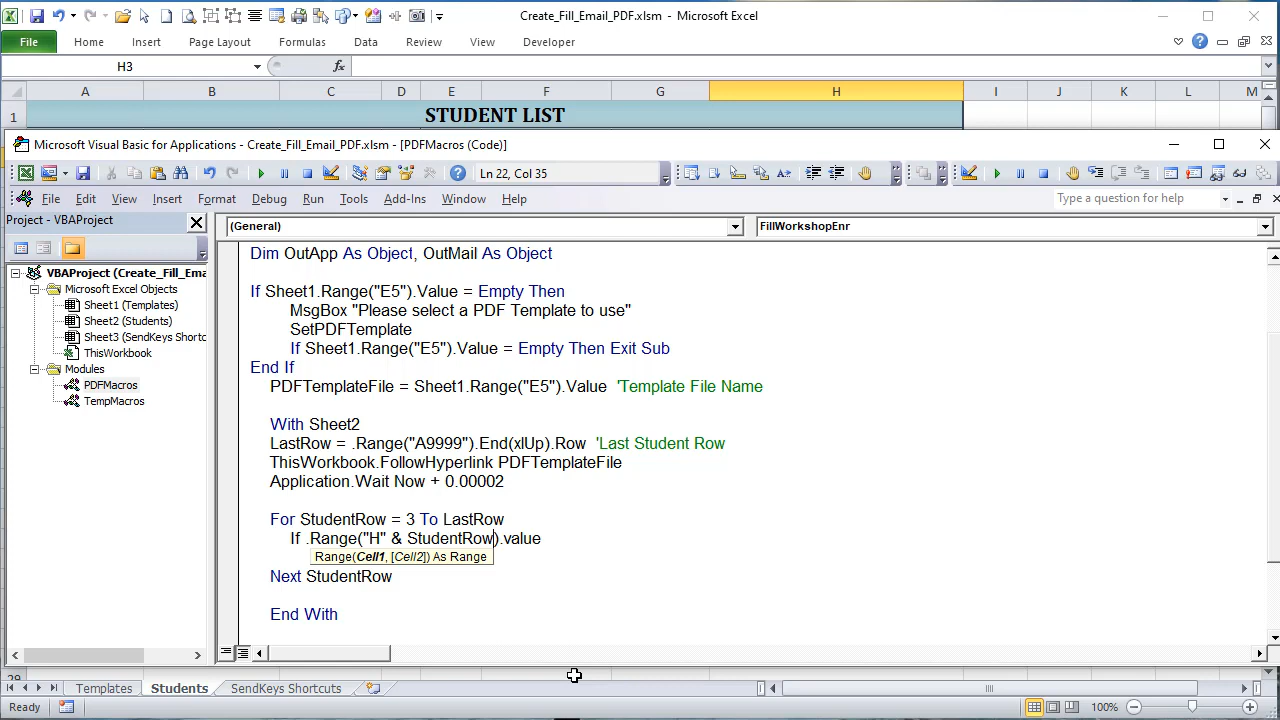 Create_Fill_Email_PDF.xlsm - Microsoft Excel
File Home Insert Page Layout Formulas Data Review View Developer
H3 fx
A B C D E F G H I J K L M
1 STUDENT LIST
Microsoft Visual Basic for Applications - Create_Fill_Email_PDF.xlsm - [PDFMacros (Code)]
Ln 22, Col 35
File Edit View Insert Format Debug Run Tools Add-Ins Window Help Type a question for help
Project - VBAProject
(General) FillWorkshopEnr
VBAProject (Create_Fill_Ema
Microsoft Excel Objects
Sheet1 (Templates)
Sheet2 (Students)
Sheet3 (SendKeys Shortc
ThisWorkbook
Modules
PDFMacros
TempMacros
Dim OutApp As Object, OutMail As Object
If Sheet1.Range("E5").Value = Empty Then
MsgBox "Please select a PDF Template to use"
SetPDFTemplate
If Sheet1.Range("E5").Value = Empty Then Exit Sub
End If
PDFTemplateFile = Sheet1.Range("E5").Value 'Template File Name
With Sheet2
LastRow = .Range("A9999").End(xlUp).Row 'Last Student Row
ThisWorkbook.FollowHyperlink PDFTemplateFile
Application.Wait Now + 0.00002
For StudentRow = 3 To LastRow
If .Range("H" & StudentRow).value
Range(Cell1, [Cell2]) As Range
Next StudentRow
End With
Templates Students SendKeys Shortcuts
Ready 100%